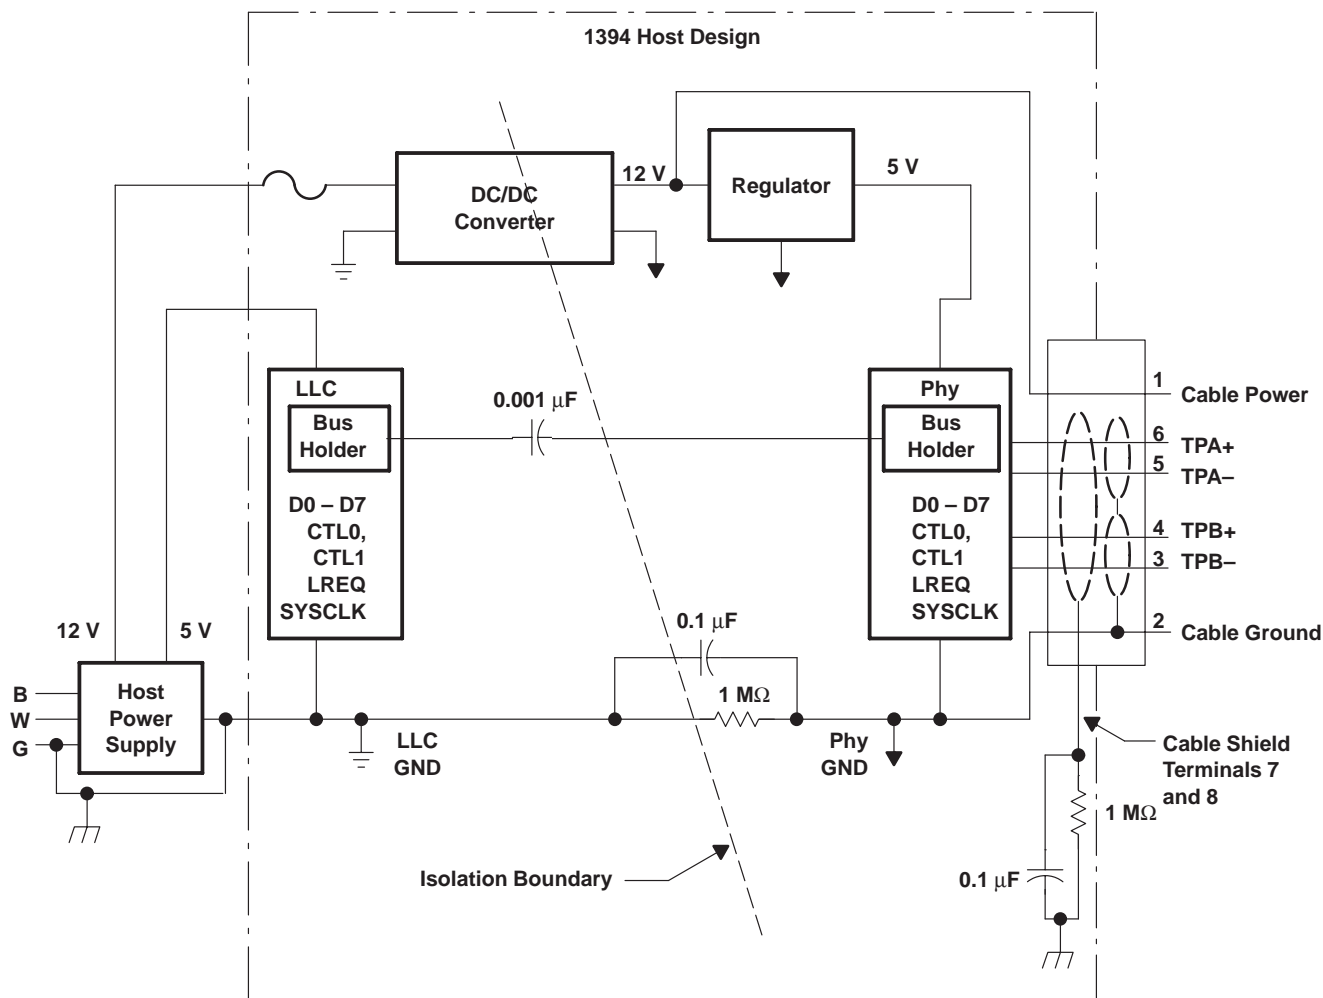 1394 Host Design
12 V
5 V
DC/DC
Converter
Regulator
LLC
Bus
Holder
D0 – D7
CTL0,
CTL1
LREQ
SYSCLK
0.001 μF
Phy
Bus
Holder
D0 – D7
CTL0,
CTL1
LREQ
SYSCLK
1
Cable Power
6
TPA+
5
TPA–
4
TPB+
3
TPB–
2
Cable Ground
12 V
5 V
0.1 μF
B
W
G
Host
Power
Supply
1 MΩ
LLC
GND
Phy
GND
Cable Shield
Terminals 7
and 8
1 MΩ
Isolation Boundary
0.1 μF